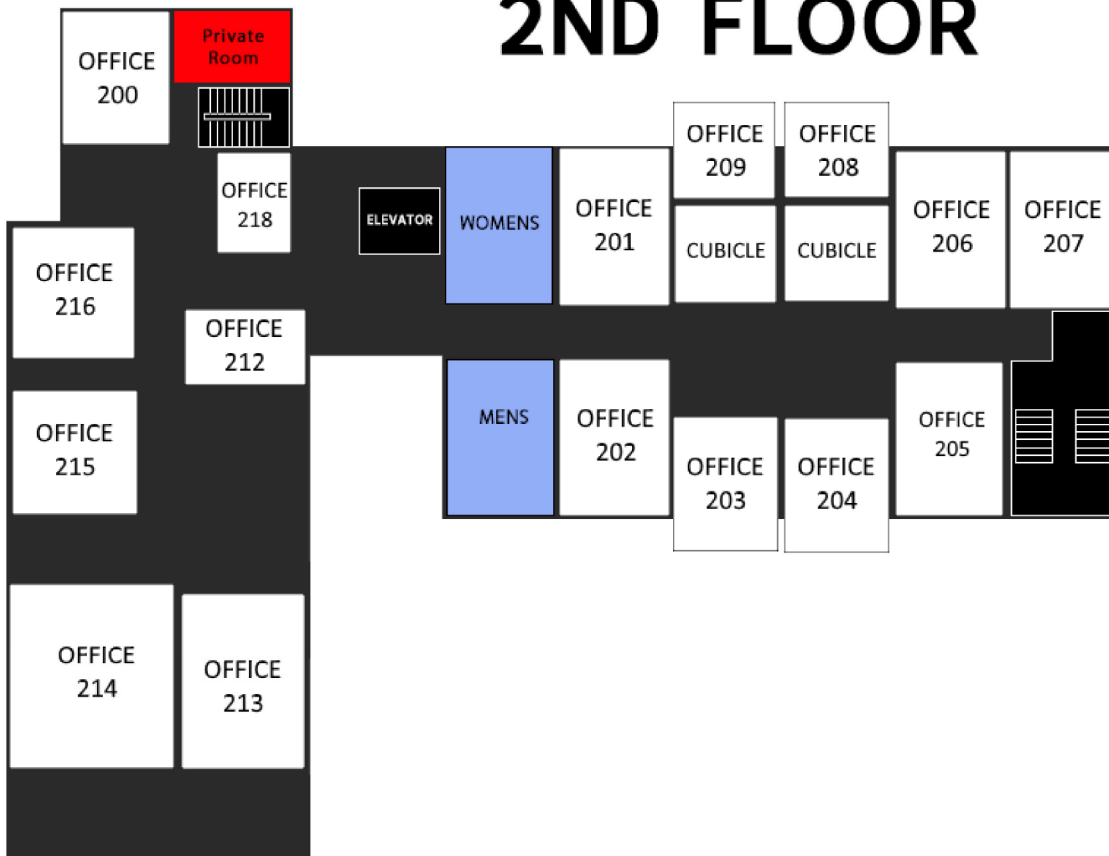 2ND FLOOR
Private
Room
OFFICE
200
OFFICE
209
OFFICE
208
OFFICE
218
ELEVATOR
WOMENS
OFFICE
201
CUBICLE
CUBICLE
OFFICE
206
OFFICE
207
OFFICE
216
OFFICE
212
OFFICE
215
MENS
OFFICE
202
OFFICE
203
OFFICE
204
OFFICE
205
OFFICE
214
OFFICE
213